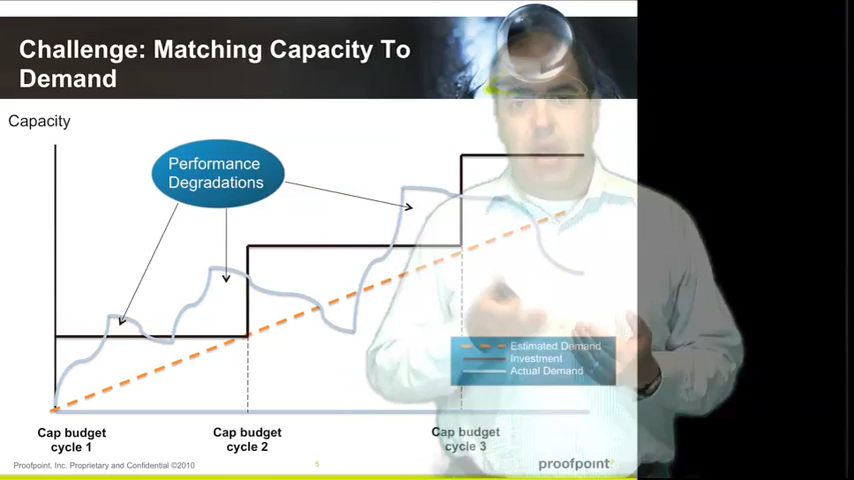 Challenge: Matching Capacity To
Demand
Capacity
Performance
Degradations
Estimated Demand
Investment
Actual Demand
Cap budget
cycle 1
Cap budget
cycle 2
Cap budget
cycle 3
Proofpoint, Inc. Proprietary and Confidential ©2010
5
proofpoint